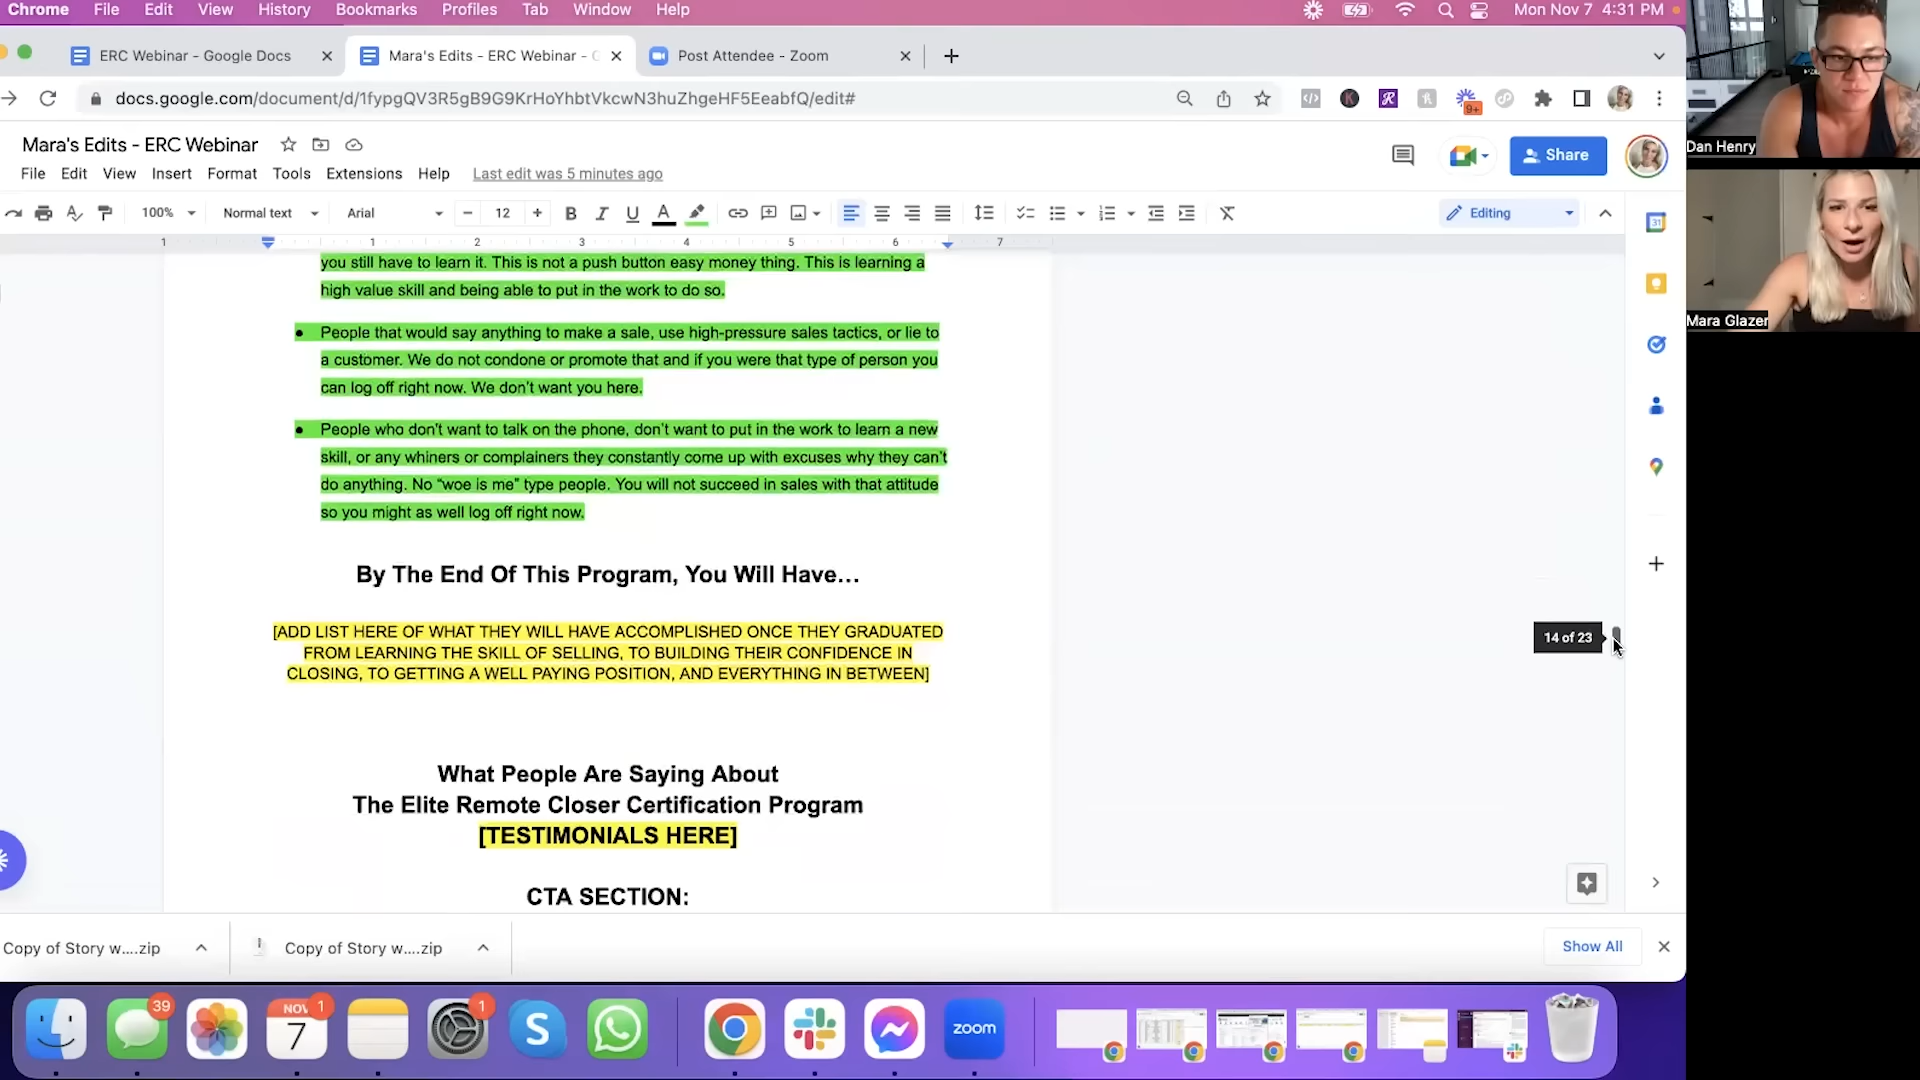 Chrome File Edit View History Bookmarks Profiles Tab Window Help Mon Nov 7 4:31 PM
ERC Webinar - Google Docs Mara's Edits - ERC Webinar - G Post Attendee - Zoom
docs.google.com/document/d/1fypgQV3R5gB9G9KrHoYhbtVkcwN3huZhgeHF5EeabfQ/edit#
9+
Mara's Edits - ERC Webinar
Share
File Edit View Insert Format Tools Extensions Help Last edit was 5 minutes ago
100% Normal text Arial 12 B I U A Editing
1 1 2 3 4 5 6 7
31
you still have to learn it. This is not a push button easy money thing. This is learning a
high value skill and being able to put in the work to do so.
● People that would say anything to make a sale, use high-pressure sales tactics, or lie to
a customer. We do not condone or promote that and if you were that type of person you
can log off right now. We don't want you here.
● People who don't want to talk on the phone, don't want to put in the work to learn a new
skill, or any whiners or complainers they constantly come up with excuses why they can't
do anything. No “woe is me” type people. You will not succeed in sales with that attitude
so you might as well log off right now.
By The End Of This Program, You Will Have…
[ADD LIST HERE OF WHAT THEY WILL HAVE ACCOMPLISHED ONCE THEY GRADUATED
FROM LEARNING THE SKILL OF SELLING, TO BUILDING THEIR CONFIDENCE IN
CLOSING, TO GETTING A WELL PAYING POSITION, AND EVERYTHING IN BETWEEN]
14 of 23
What People Are Saying About
The Elite Remote Closer Certification Program
[TESTIMONIALS HERE]
CTA SECTION:
Copy of Story w....zip Copy of Story w....zip Show All
39 NOV 7 1 1 zoom
Dan Henry
Mara Glazer